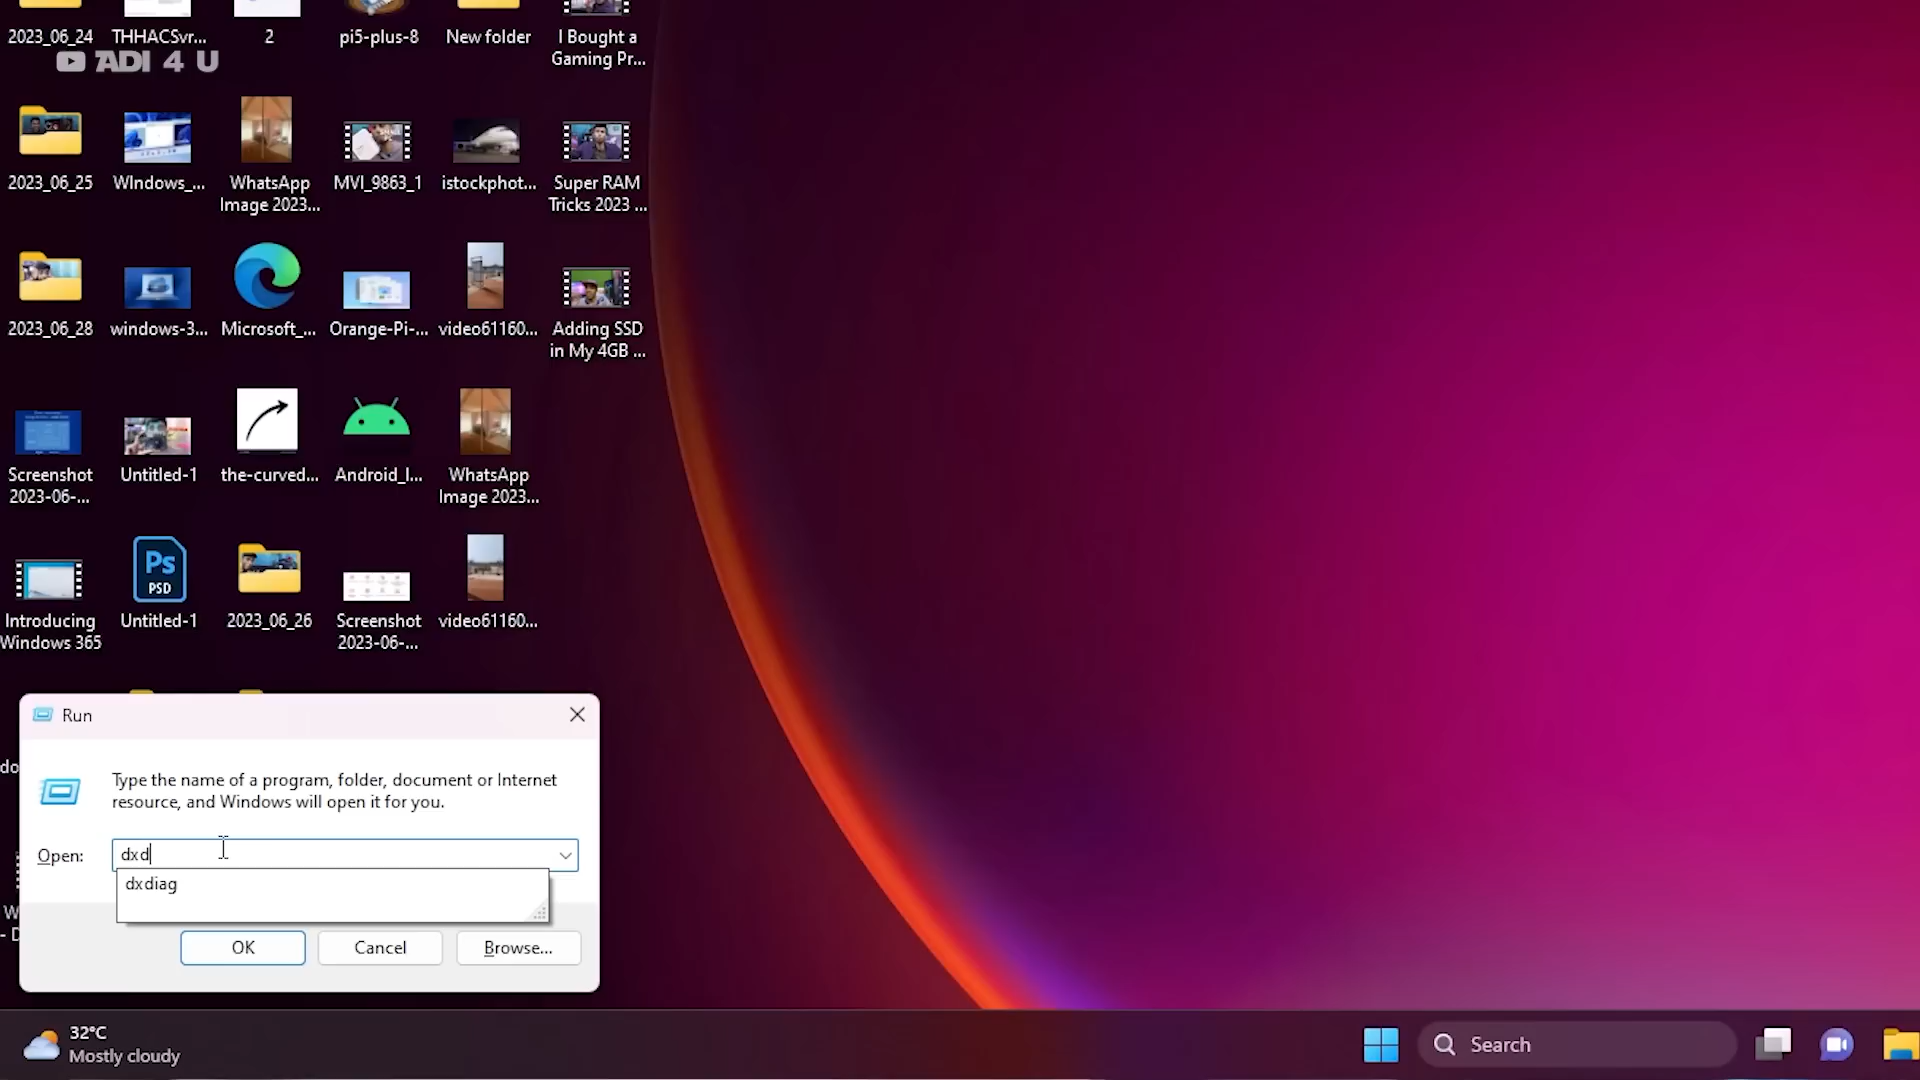 2023_06_24
THHACSvr...
2
pi5-plus-8
New folder
I Bought a
Gaming Pr...
ADI 4 U
2023_06_25
WIndows_...
WhatsApp
Image 2023...
MVI_9863_1
istockphot...
Super RAM
Tricks 2023 ...
2023_06_28
windows-3...
Microsoft_...
Orange-Pi-...
video61160...
Adding SSD
in My 4GB ...
Screenshot
2023-06-...
Untitled-1
the-curved...
Android_I...
WhatsApp
Image 2023...
Ps
PSD
Introducing
Windows 365
Untitled-1
2023_06_26
Screenshot
2023-06-...
video61160...
Run
Type the name of a program, folder, document or Internet
resource, and Windows will open it for you.
Open:
dxd
dxdiag
OK
Cancel
Browse...
32°C
Mostly cloudy
Search